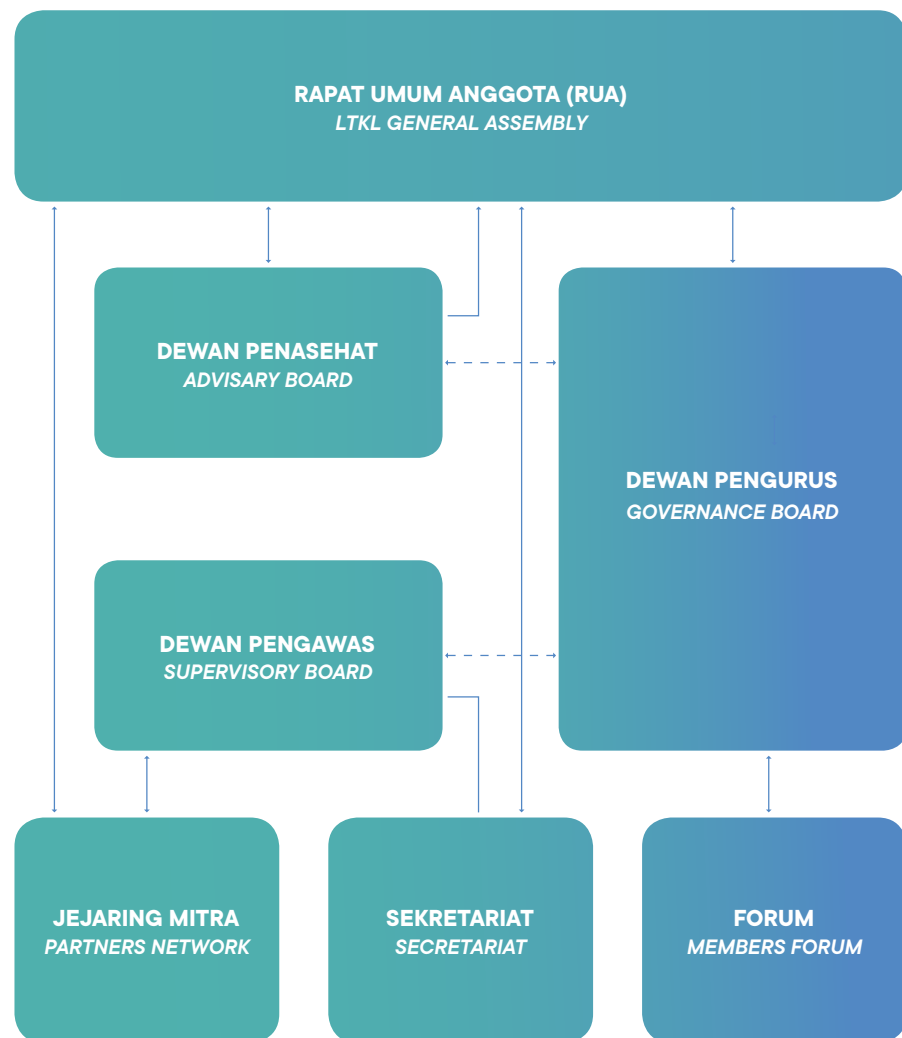 RAPAT UMUM ANGGOTA (RUA)
LTKL GENERAL ASSEMBLY
DEWAN PENASEHAT
ADVISARY BOARD
DEWAN PENGURUS
GOVERNANCE BOARD
DEWAN PENGAWAS
SUPERVISORY BOARD
JEJARING MITRA
PARTNERS NETWORK
SEKRETARIAT
SECRETARIAT
FORUM
MEMBERS FORUM